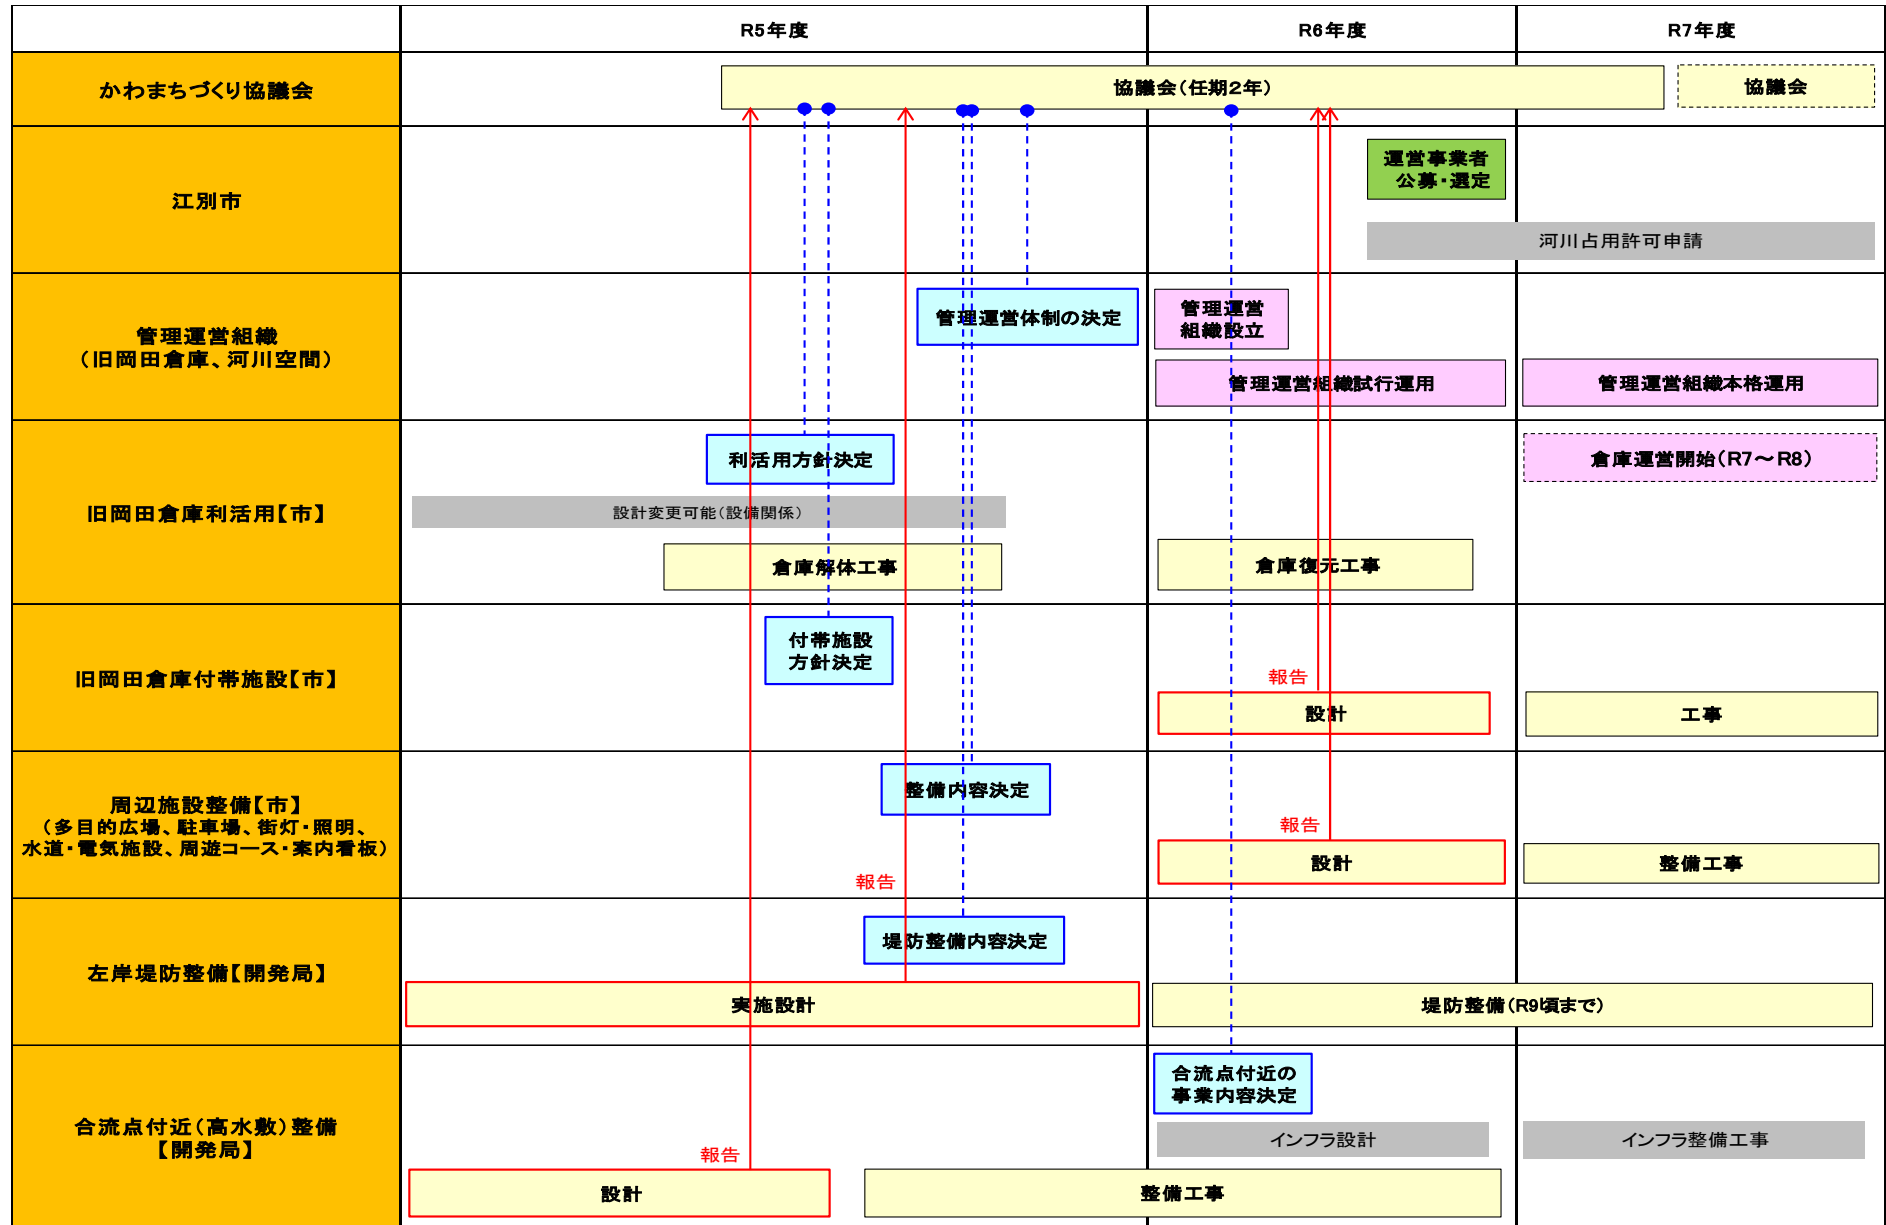 R5年度
R6年度
R7年度
かわまちづくり協議会
協議会(任期2年)
協議会
江別市
運営事業者
公募・選定
河川占用許可申請
管理運営組織
(旧岡田倉庫、河川空間)
管理運営体制の決定
管理運営
組織設立
管理運営組織試行運用
管理運営組織本格運用
旧岡田倉庫利活用【市】
利活用方針決定
設計変更可能(設備関係)
倉庫解体工事
倉庫復元工事
倉庫運営開始(R7～R8)
旧岡田倉庫付帯施設【市】
付帯施設
方針決定
報告
設計
工事
周辺施設整備【市】
(多目的広場、駐車場、街灯・照明、
水道・電気施設、周遊コース・案内看板)
整備内容決定
報告
設計
整備工事
報告
左岸堤防整備【開発局】
堤防整備内容決定
実施設計
堤防整備(R9頃まで)
合流点付近(高水敷)整備
【開発局】
合流点付近の
事業内容決定
インフラ設計
インフラ整備工事
報告
設計
整備工事